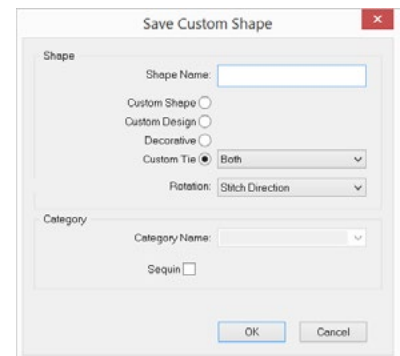 Save Custom Shape
Shape
Shape Name:
Custom Shape
Custom Design
Decorative
Custom Tie Both
Rotation: Stitch Direction
Category
Category Name:
Sequin
OK Cancel